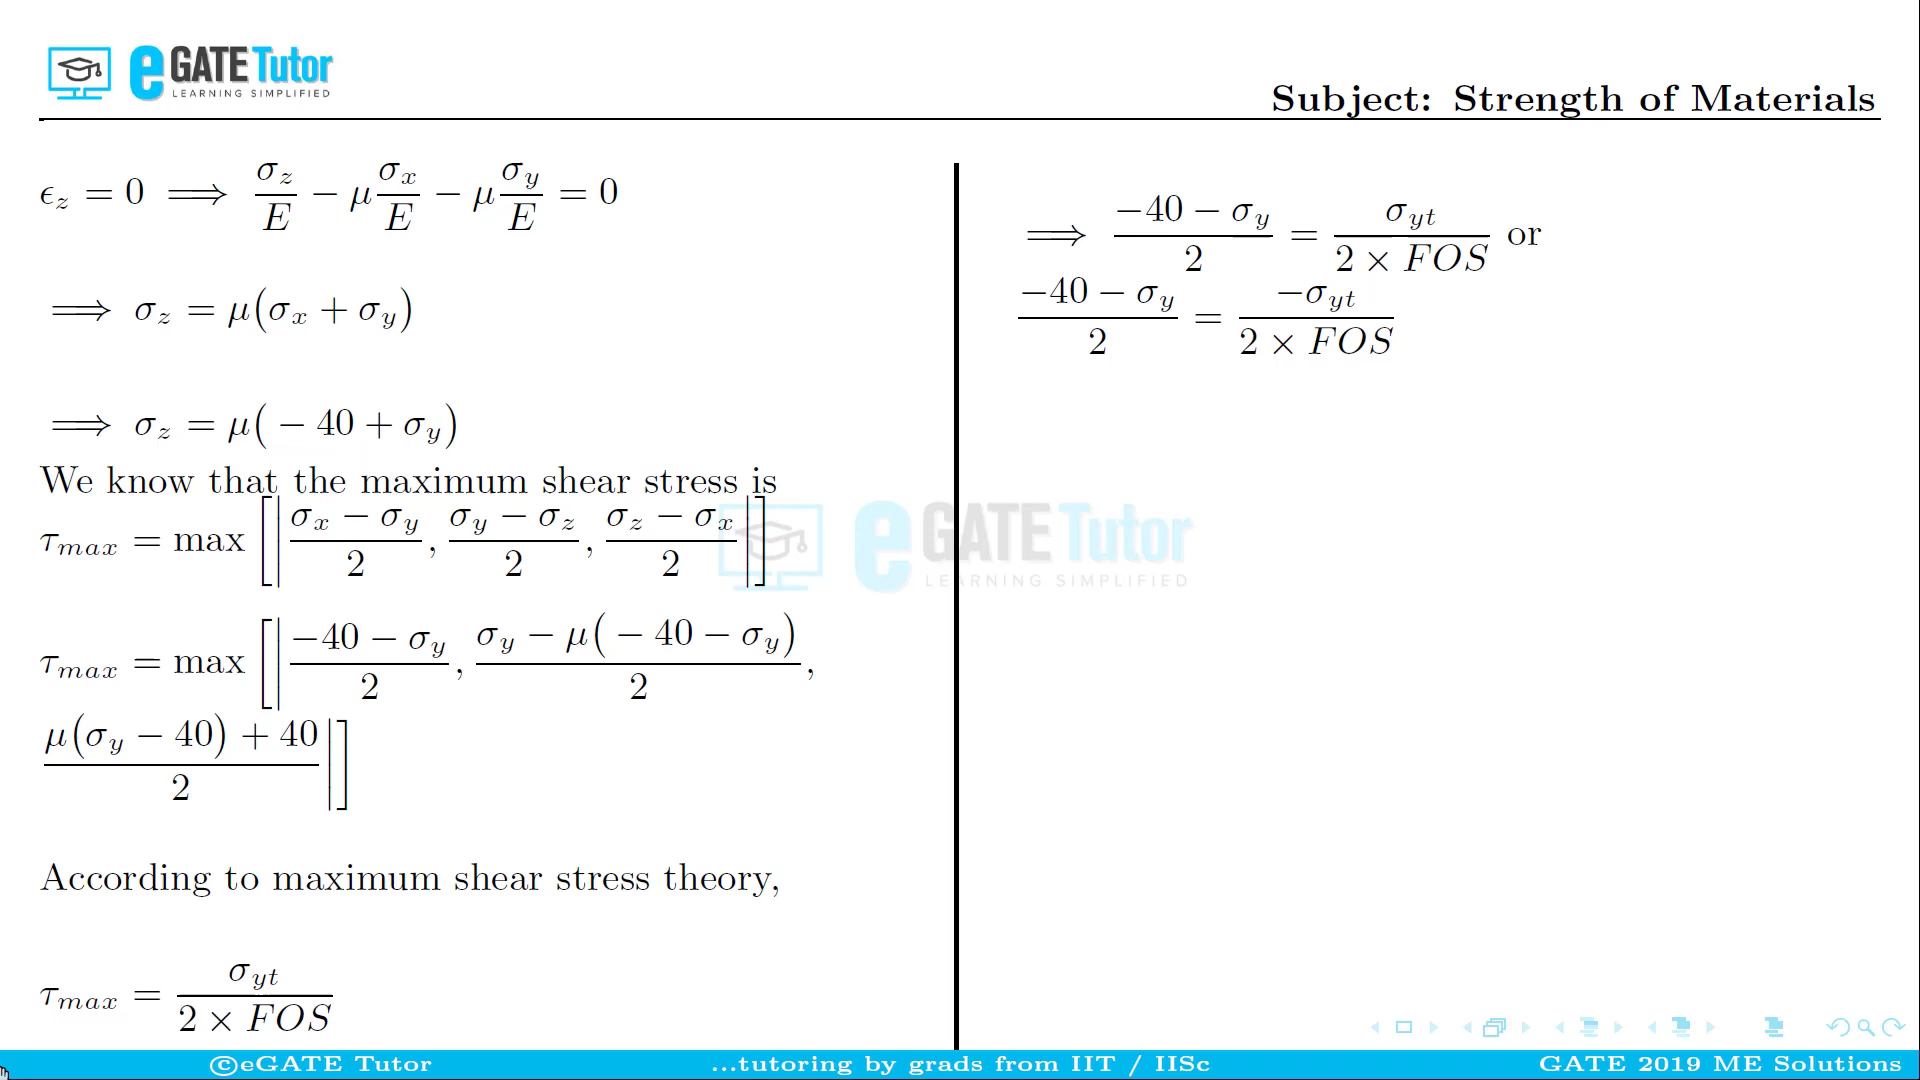 eGATE Tutor
LEARNING SIMPLIFIED
Subject: Strength of Materials
ϵ_z = 0 ⟹ σ_z/E − μ σ_x/E − μ σ_y/E = 0
⟹ σ_z = μ(σ_x + σ_y)
⟹ σ_z = μ( − 40 + σ_y)
We know that the maximum shear stress is
τ_max = max [| (σ_x − σ_y)/2, (σ_y − σ_z)/2, (σ_z − σ_x)/2 |]
τ_max = max [| (−40 − σ_y)/2, (σ_y − μ( − 40 − σ_y))/2,
(μ(σ_y − 40) + 40)/2 |]
According to maximum shear stress theory,
τ_max = σ_yt/(2 × FOS)
⟹ (−40 − σ_y)/2 = σ_yt/(2 × FOS) or
(−40 − σ_y)/2 = −σ_yt/(2 × FOS)
eGATE Tutor
LEARNING SIMPLIFIED
©eGATE Tutor
...tutoring by grads from IIT / IISc
GATE 2019 ME Solutions